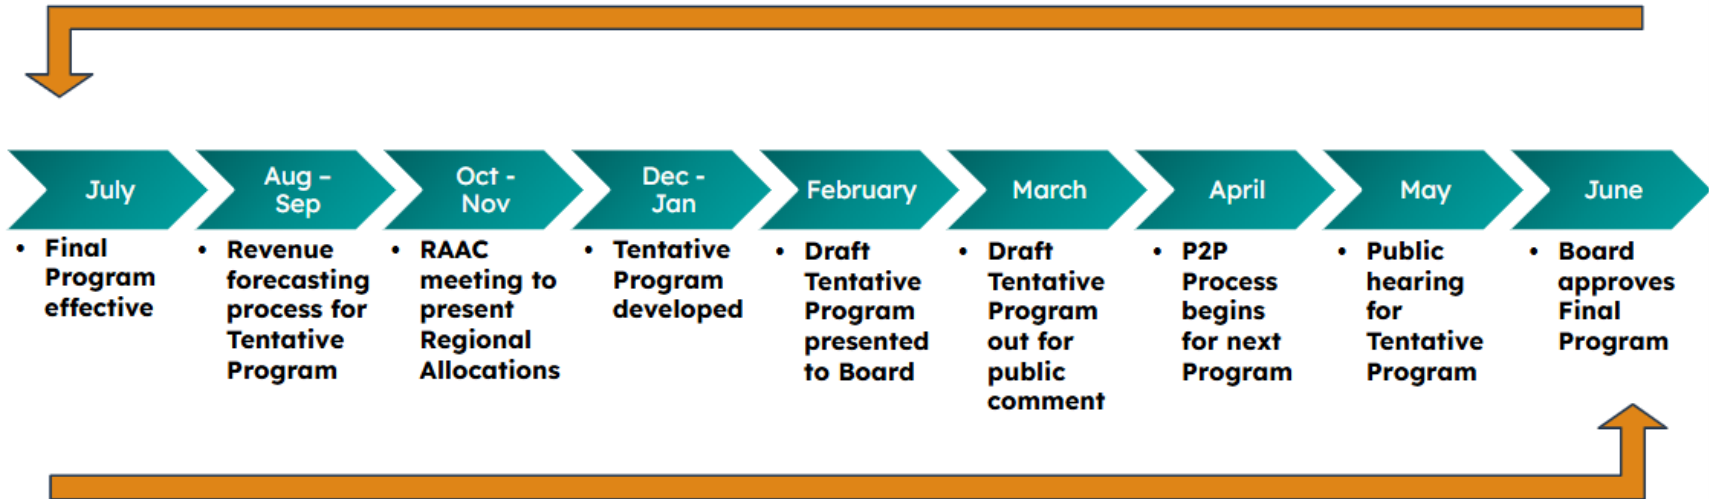 July
Aug –
Sep
Oct -
Nov
Dec -
Jan
February
March
April
May
June
• Final
Program
effective
• Revenue
forecasting
process for
Tentative
Program
• RAAC
meeting to
present
Regional
Allocations
• Tentative
Program
developed
• Draft
Tentative
Program
presented
to Board
• Draft
Tentative
Program
out for
public
comment
• P2P
Process
begins
for next
Program
• Public
hearing
for
Tentative
Program
• Board
approves
Final
Program